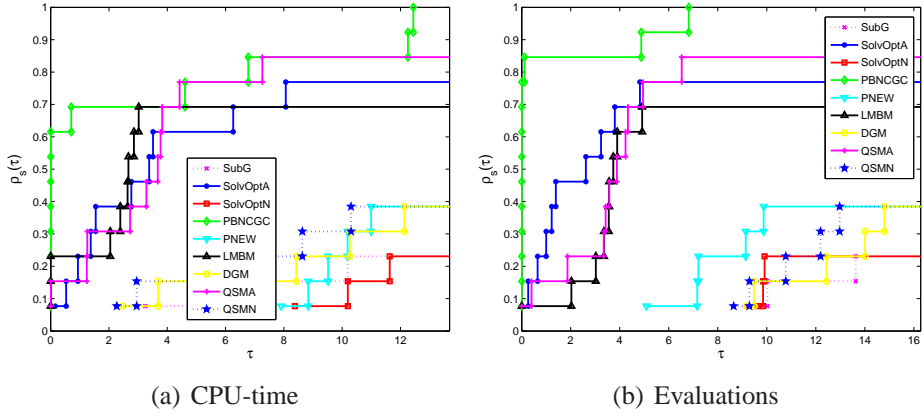 1
0.9
0.8
0.7
0.6
0.5
0.4
0.3
0.2
0.1
0
ρs(τ)
0 2 4 6 8 10 12
τ
SubG
SolvOptA
SolvOptN
PBNCGC
PNEW
LMBM
DGM
QSMA
QSMN
(a) CPU-time
1
0.9
0.8
0.7
0.6
0.5
0.4
0.3
0.2
0.1
0
ρs(τ)
0 2 4 6 8 10 12 14 16
τ
SubG
SolvOptA
SolvOptN
PBNCGC
PNEW
LMBM
DGM
QSMA
QSMN
(b) Evaluations